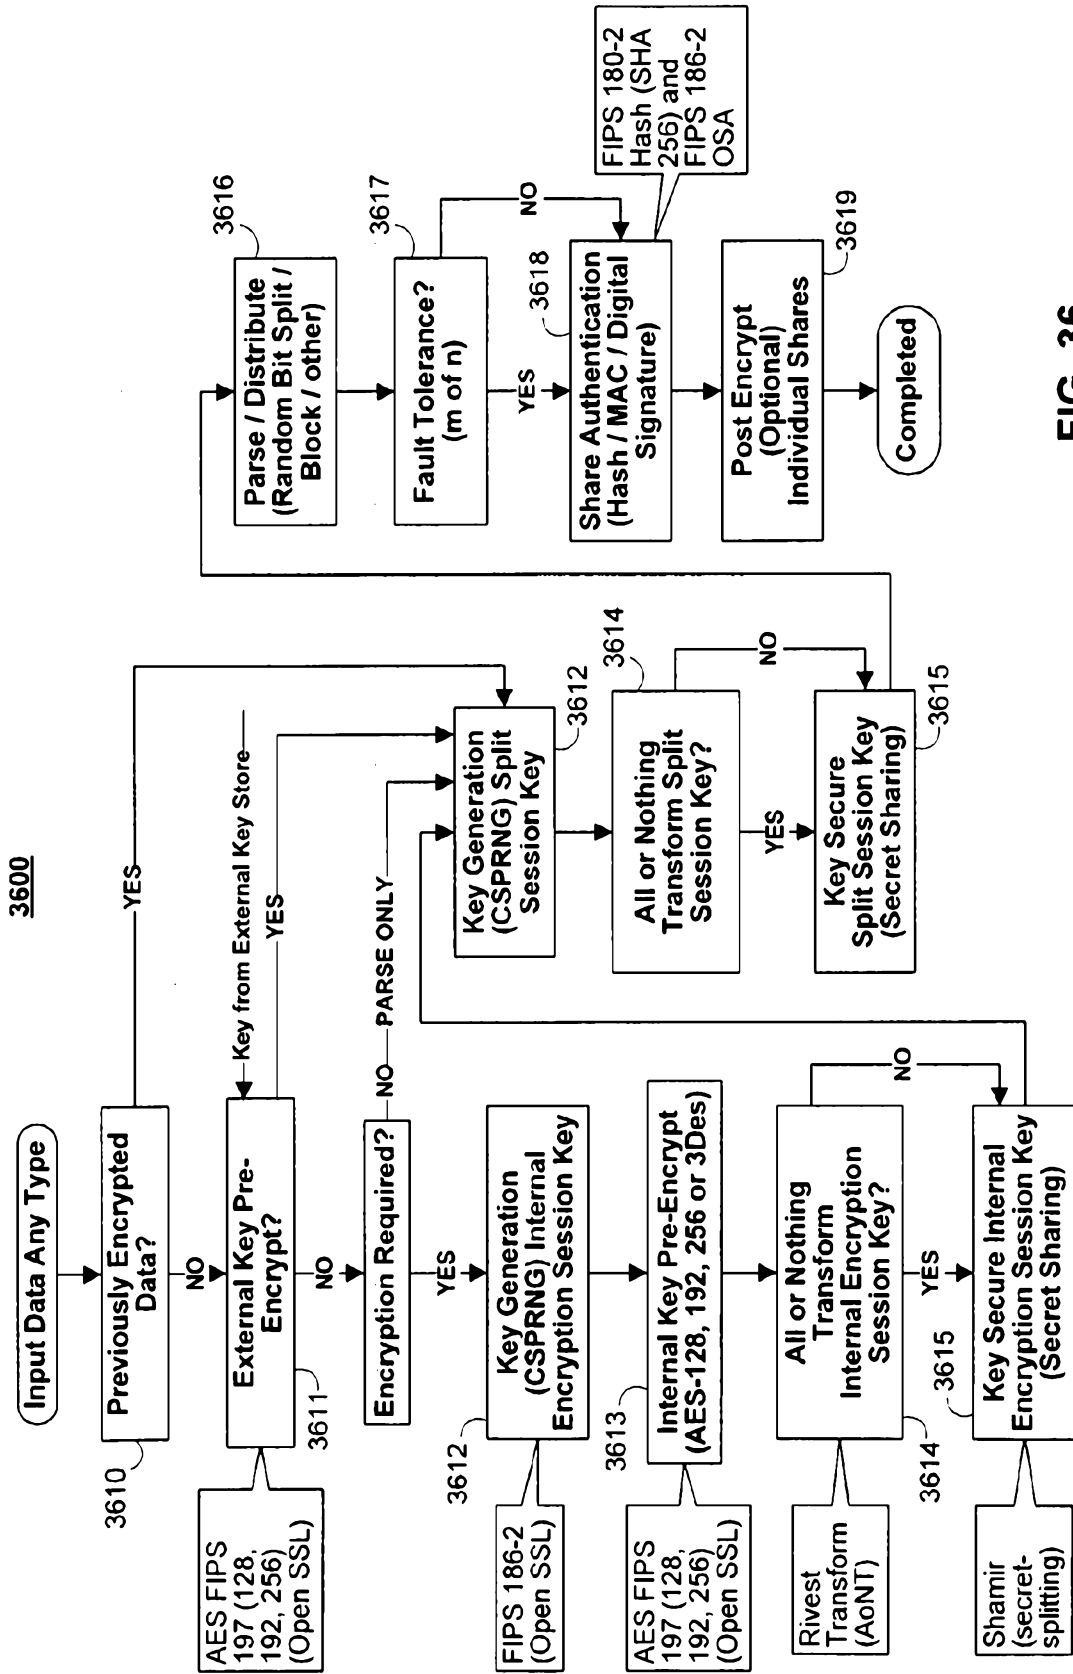 3600
Input Data Any Type
Previously Encrypted
Data?
3610
YES
NO
External Key Pre-
Encrypt?
3611
Key from External Key Store
YES
NO
AES FIPS
197 (128,
192, 256)
(Open SSL)
Encryption Required?
NO
PARSE ONLY
YES
Key Generation
(CSPRNG) Internal
Encryption Session Key
3612
FIPS 186-2
(Open SSL)
Internal Key Pre-Encrypt
(AES-128, 192, 256 or 3Des)
3613
AES FIPS
197 (128,
192, 256)
(Open SSL)
All or Nothing
Transform
Internal Encryption
Session Key?
3614
NO
YES
Rivest
Transform
(AoNT)
Key Secure Internal
Encryption Session Key
(Secret Sharing)
3615
Shamir
(secret-
splitting)
Key Generation
(CSPRNG) Split
Session Key
3612
All or Nothing
Transform Split
Session Key?
3614
NO
YES
Key Secure
Split Session Key
(Secret Sharing)
3615
Parse / Distribute
(Random Bit Split /
Block / other)
3616
Fault Tolerance?
(m of n)
3617
NO
YES
Share Authentication
(Hash / MAC / Digital
Signature)
3618
FIPS 180-2
Hash (SHA
256) and
FIPS 186-2
OSA
Post Encrypt
(Optional)
Individual Shares
3619
Completed
FIG. 36